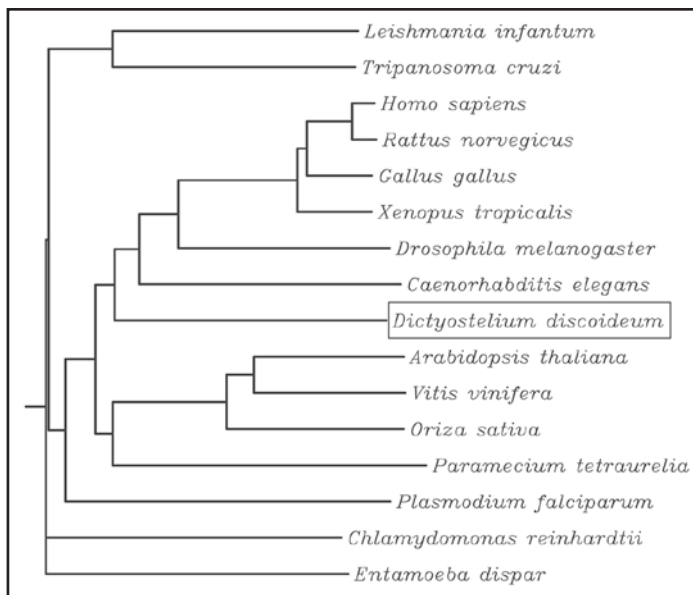 Leishmania infantum
Tripanosoma cruzi
Homo sapiens
Rattus norvegicus
Gallus gallus
Xenopus tropicalis
Drosophila melanogaster
Caenorhabditis elegans
Dictyostelium discoideum
Arabidopsis thaliana
Vitis vinifera
Oriza sativa
Paramecium tetraurelia
Plasmodium falciparum
Chlamydomonas reinhardtii
Entamoeba dispar